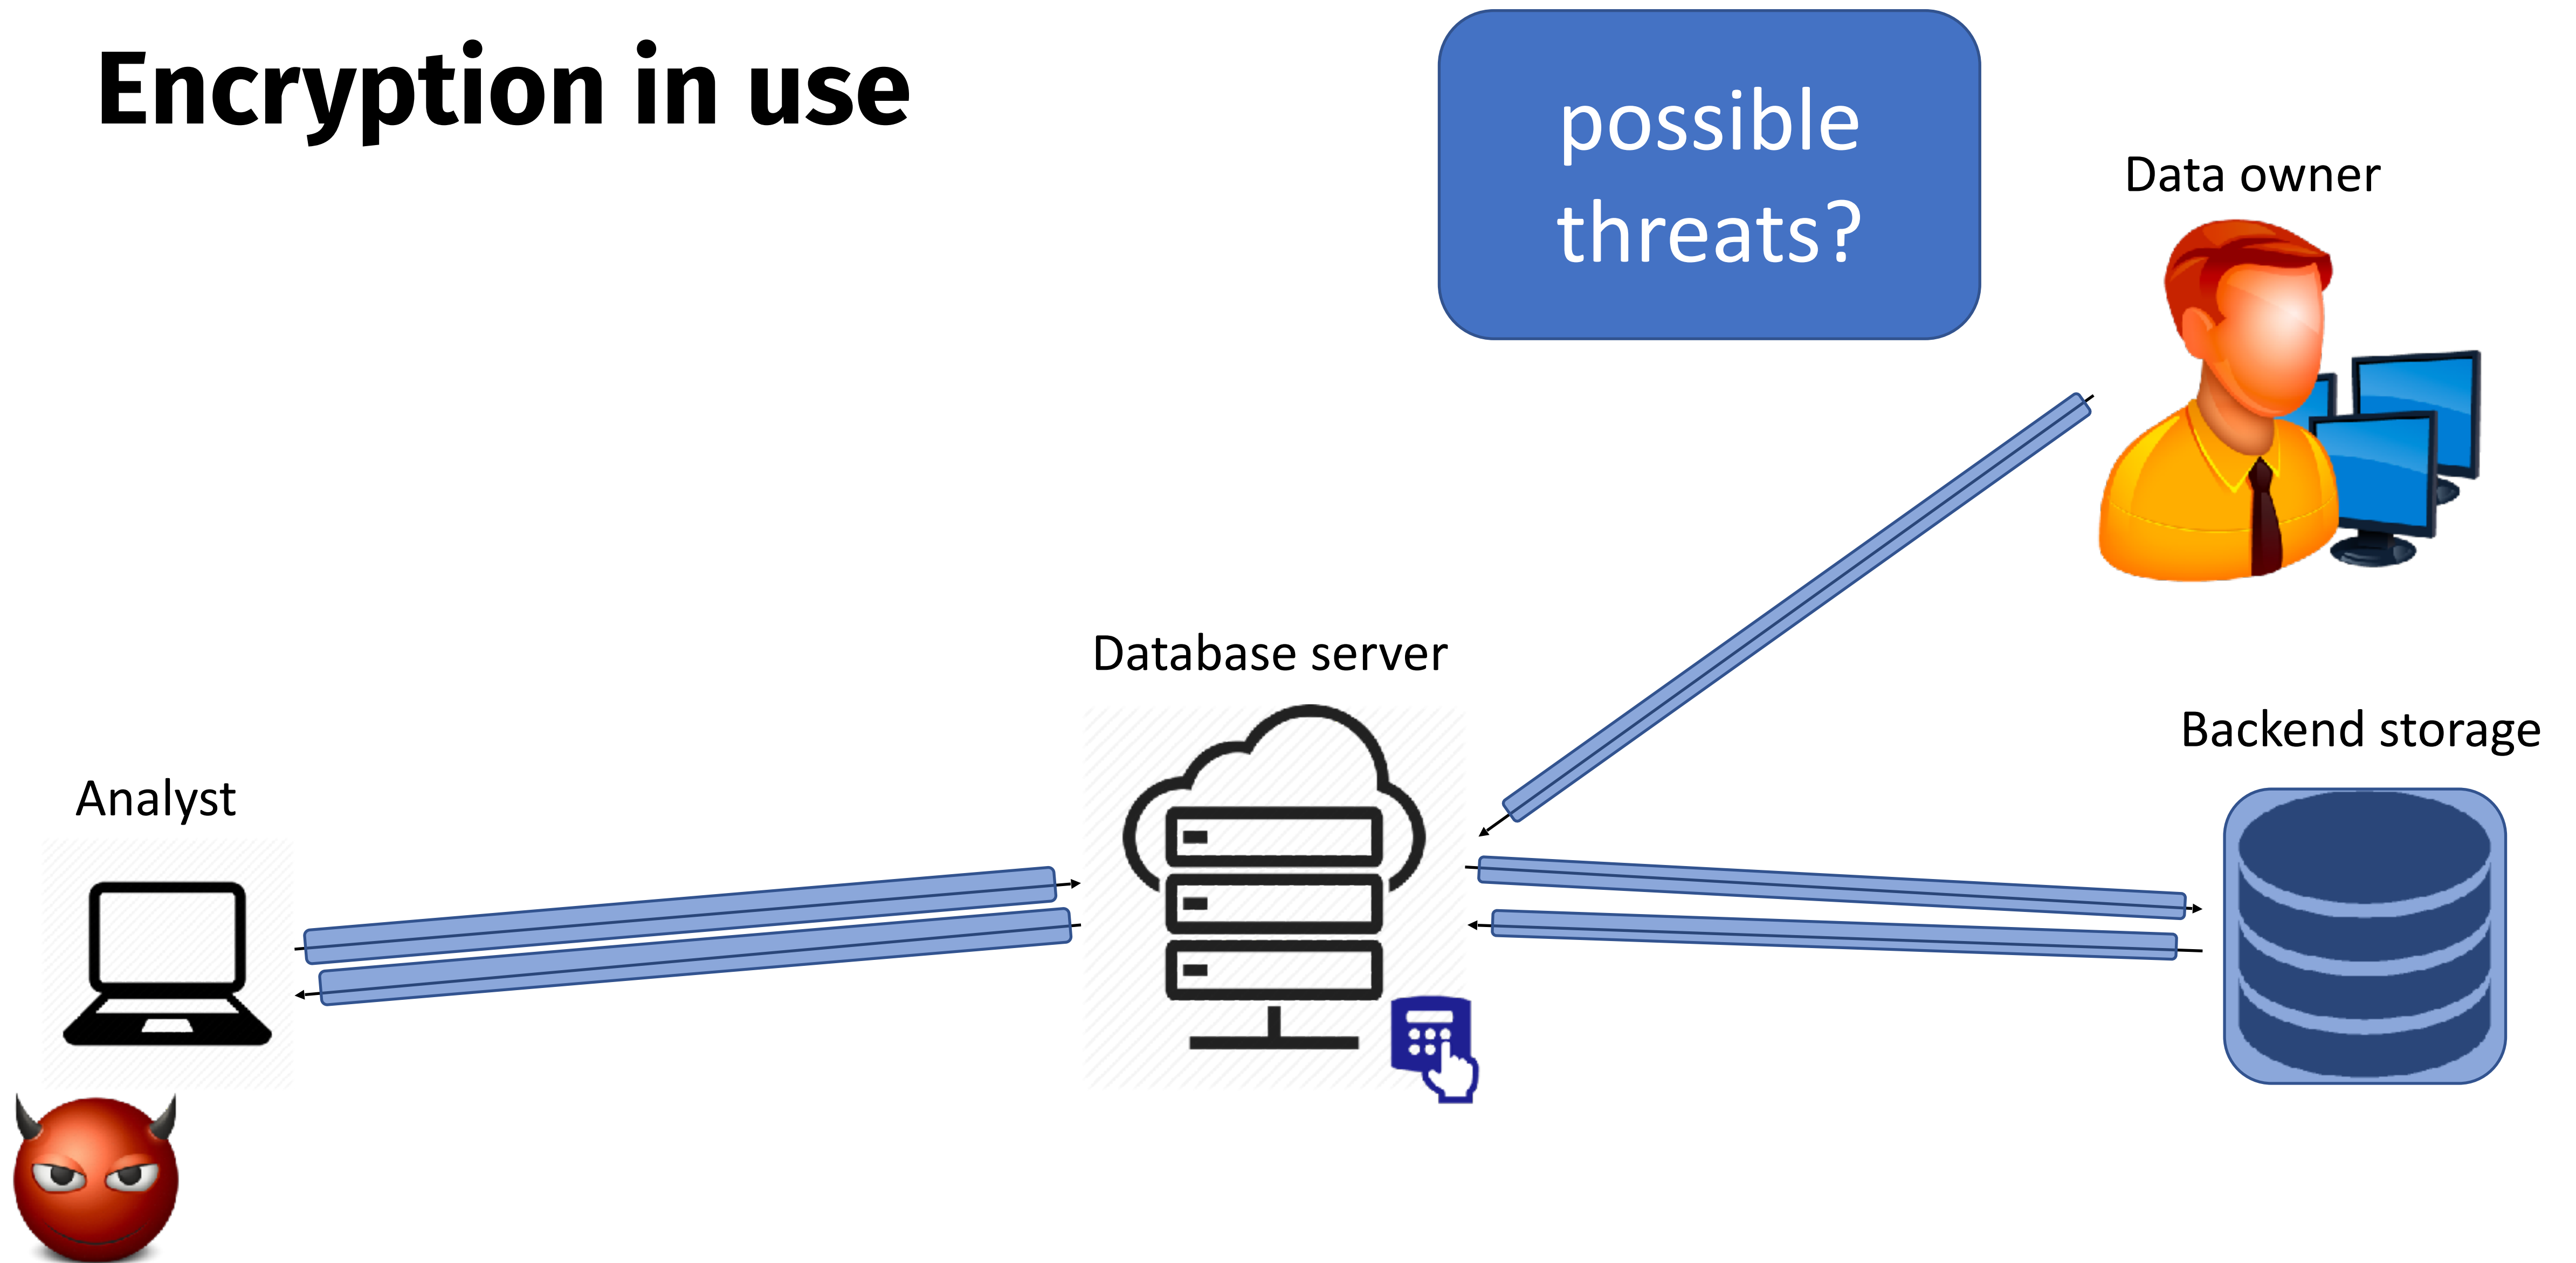 Encryption in use
possible
threats?
Data owner
Database server
Backend storage
Analyst